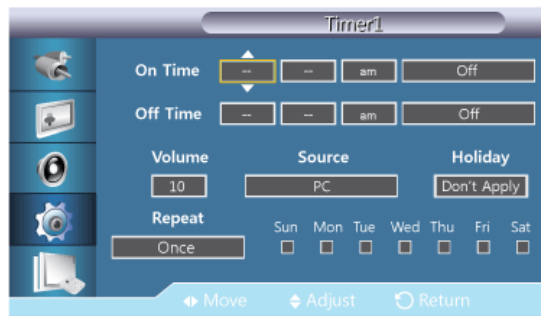 Timer1
On Time -- -- am Off
Off Time -- -- am Off
Volume Source Holiday
10 PC Don't Apply
Repeat Sun Mon Tue Wed Thu Fri Sat
Once
Move Adjust Return